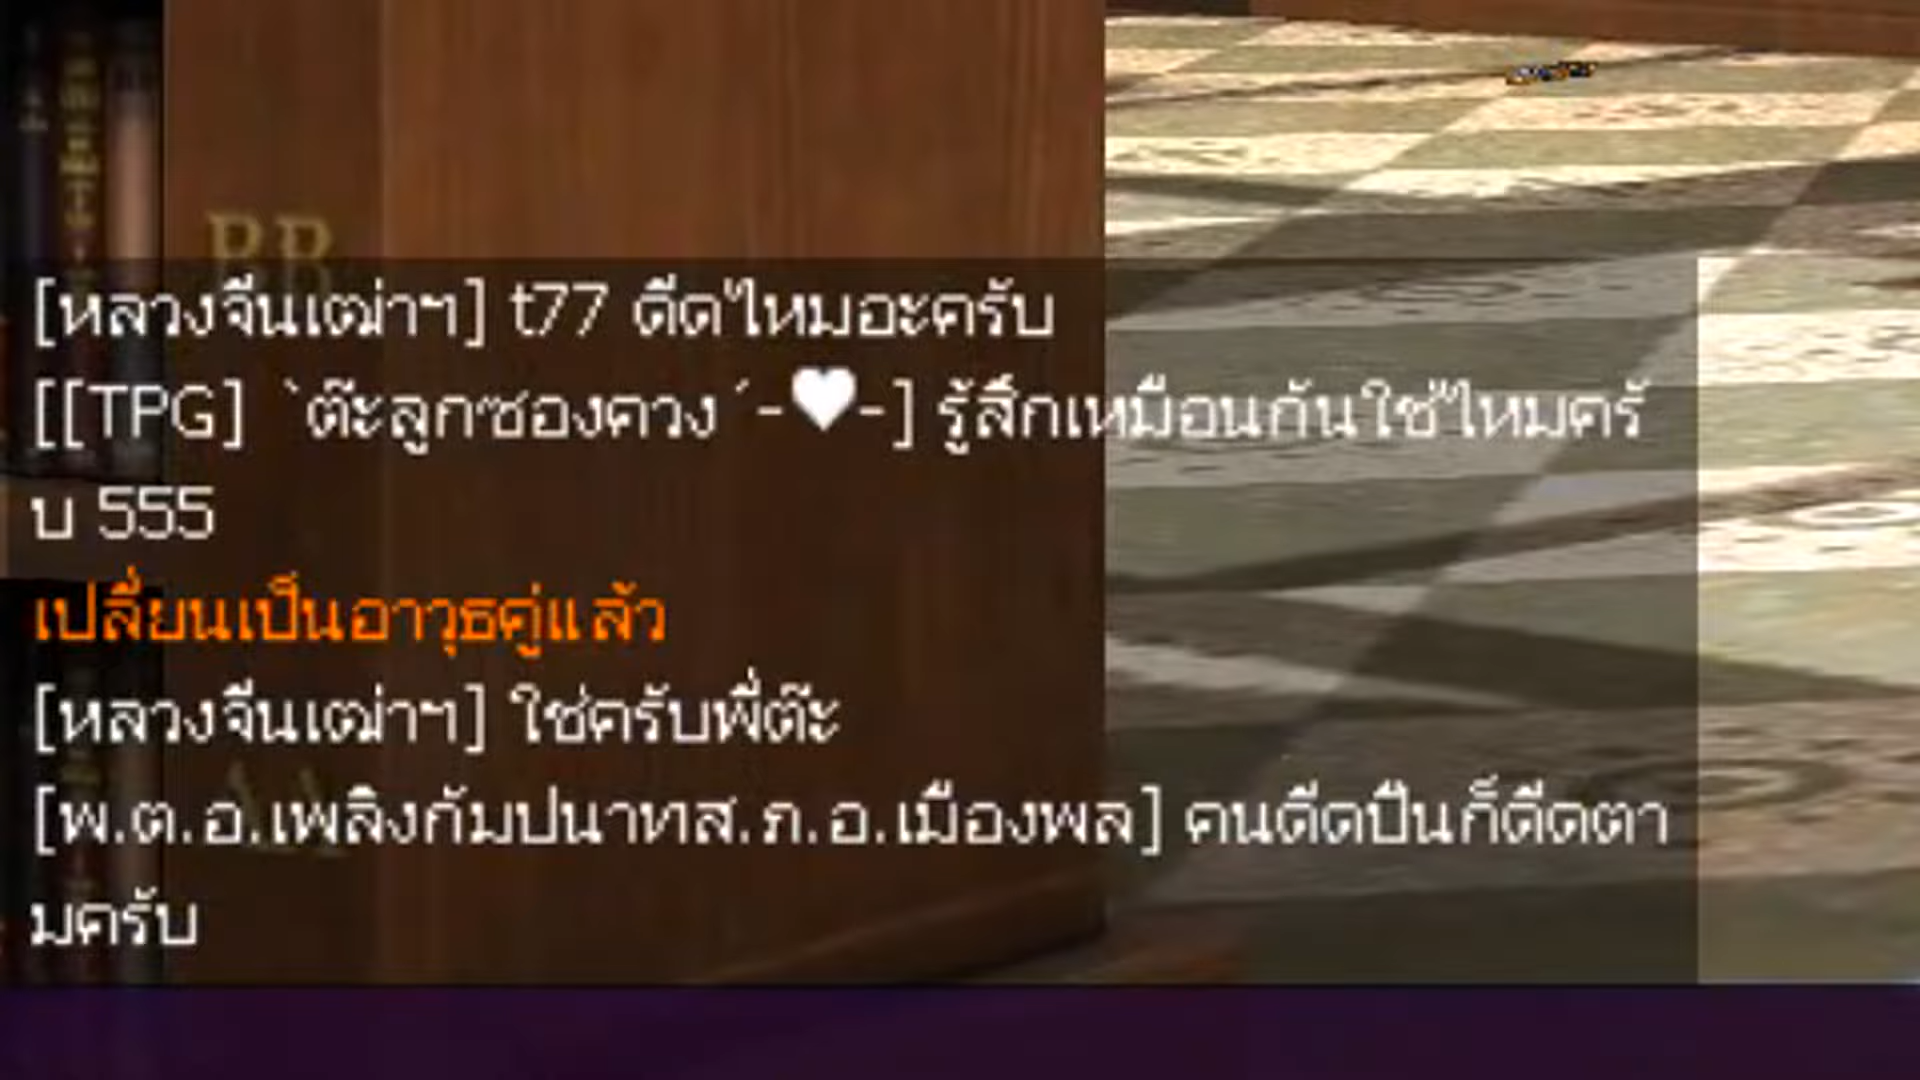 BB
[หลวงจีนเฒ่าฯ] t77 ดีดไหมอะครับ
[[TPG] `ต๊ะลูกซองควง´-♥-] รู้สึกเหมือนกันใช่ไหมครั
บ 555
เปลี่ยนเป็นอาวุธคู่แล้ว
[หลวงจีนเฒ่าฯ] ใช่ครับพี่ต๊ะ
[พ.ต.อ.เพลิงกัมปนาทส.ภ.อ.เมืองพล] คนดีดปืนก็ดีดตา
มครับ